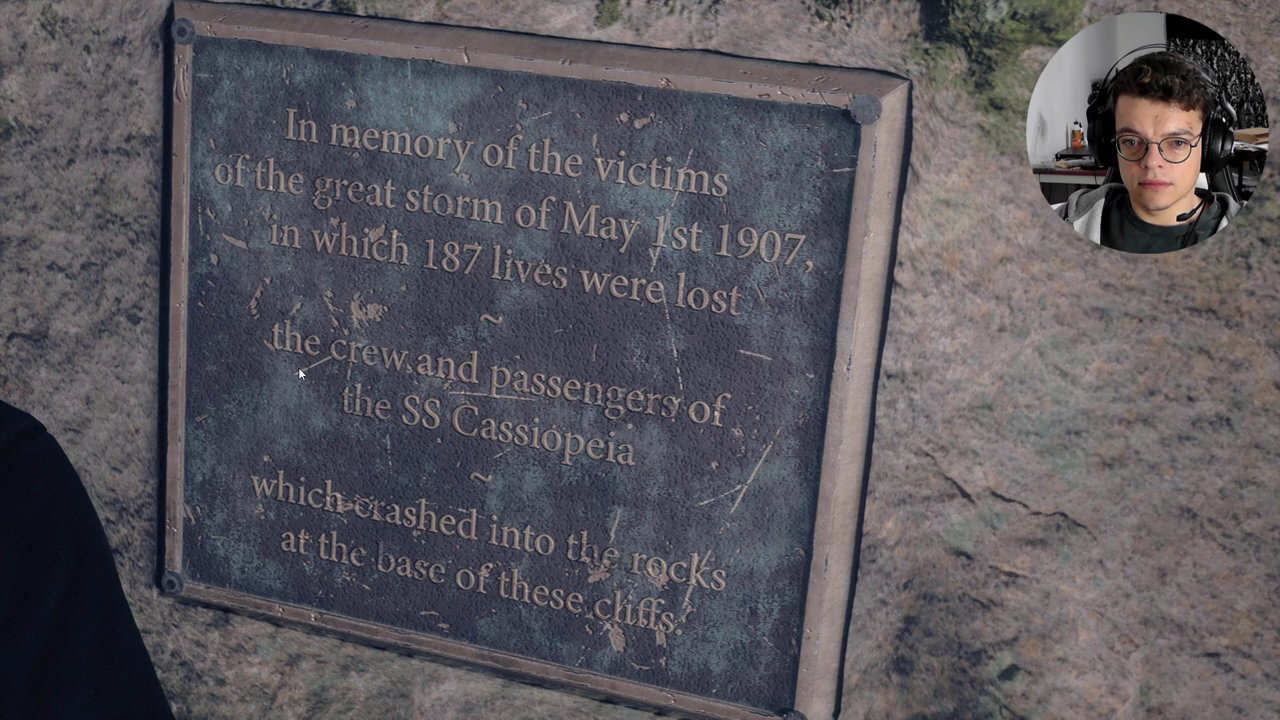 In memory of the victims
of the great storm of May 1st 1907,
in which 187 lives were lost
~
the crew and passengers of
the SS Cassiopeia
~
which crashed into the rocks
at the base of these cliffs.